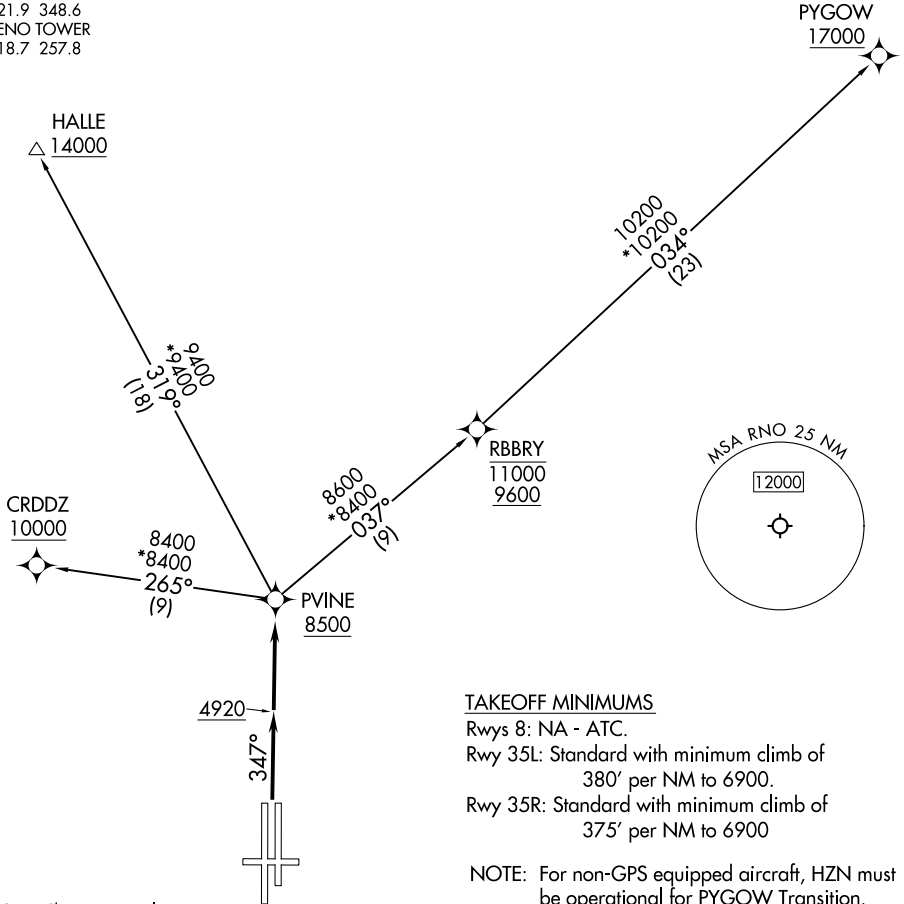 21.9 348.6
ENO TOWER
18.7 257.8
PYGOW
17000
HALLE
14000
10200
*10200
034°
(23)
9400
*9400
319°
(18)
RBBRY
11000
9600
8600
*8400
037°
(9)
MSA RNO 25 NM
12000
CRDDZ
10000
8400
*8400
265°
(9)
PVINE
8500
4920
347°
TAKEOFF MINIMUMS
Rwys 8: NA - ATC.
Rwy 35L: Standard with minimum climb of
380' per NM to 6900.
Rwy 35R: Standard with minimum climb of
375' per NM to 6900
NOTE: For non-GPS equipped aircraft, HZN must
be operational for PYGOW Transition.